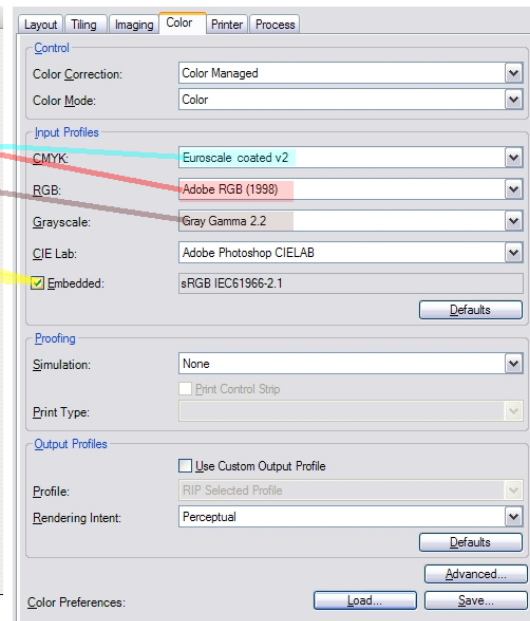 Layout Tiling Imaging Color Printer Process
Control
Color Correction: Color Managed
Color Mode: Color
Input Profiles
CMYK: Euroscale coated v2
RGB: Adobe RGB (1998)
Grayscale: Gray Gamma 2.2
CIE Lab: Adobe Photoshop CIELAB
Embedded: sRGB IEC61966-2.1
Defaults
Proofing
Simulation: None
Print Control Strip
Print Type:
Output Profiles
Use Custom Output Profile
Profile: RIP Selected Profile
Rendering Intent: Perceptual
Defaults
Advanced...
Color Preferences: Load... Save...